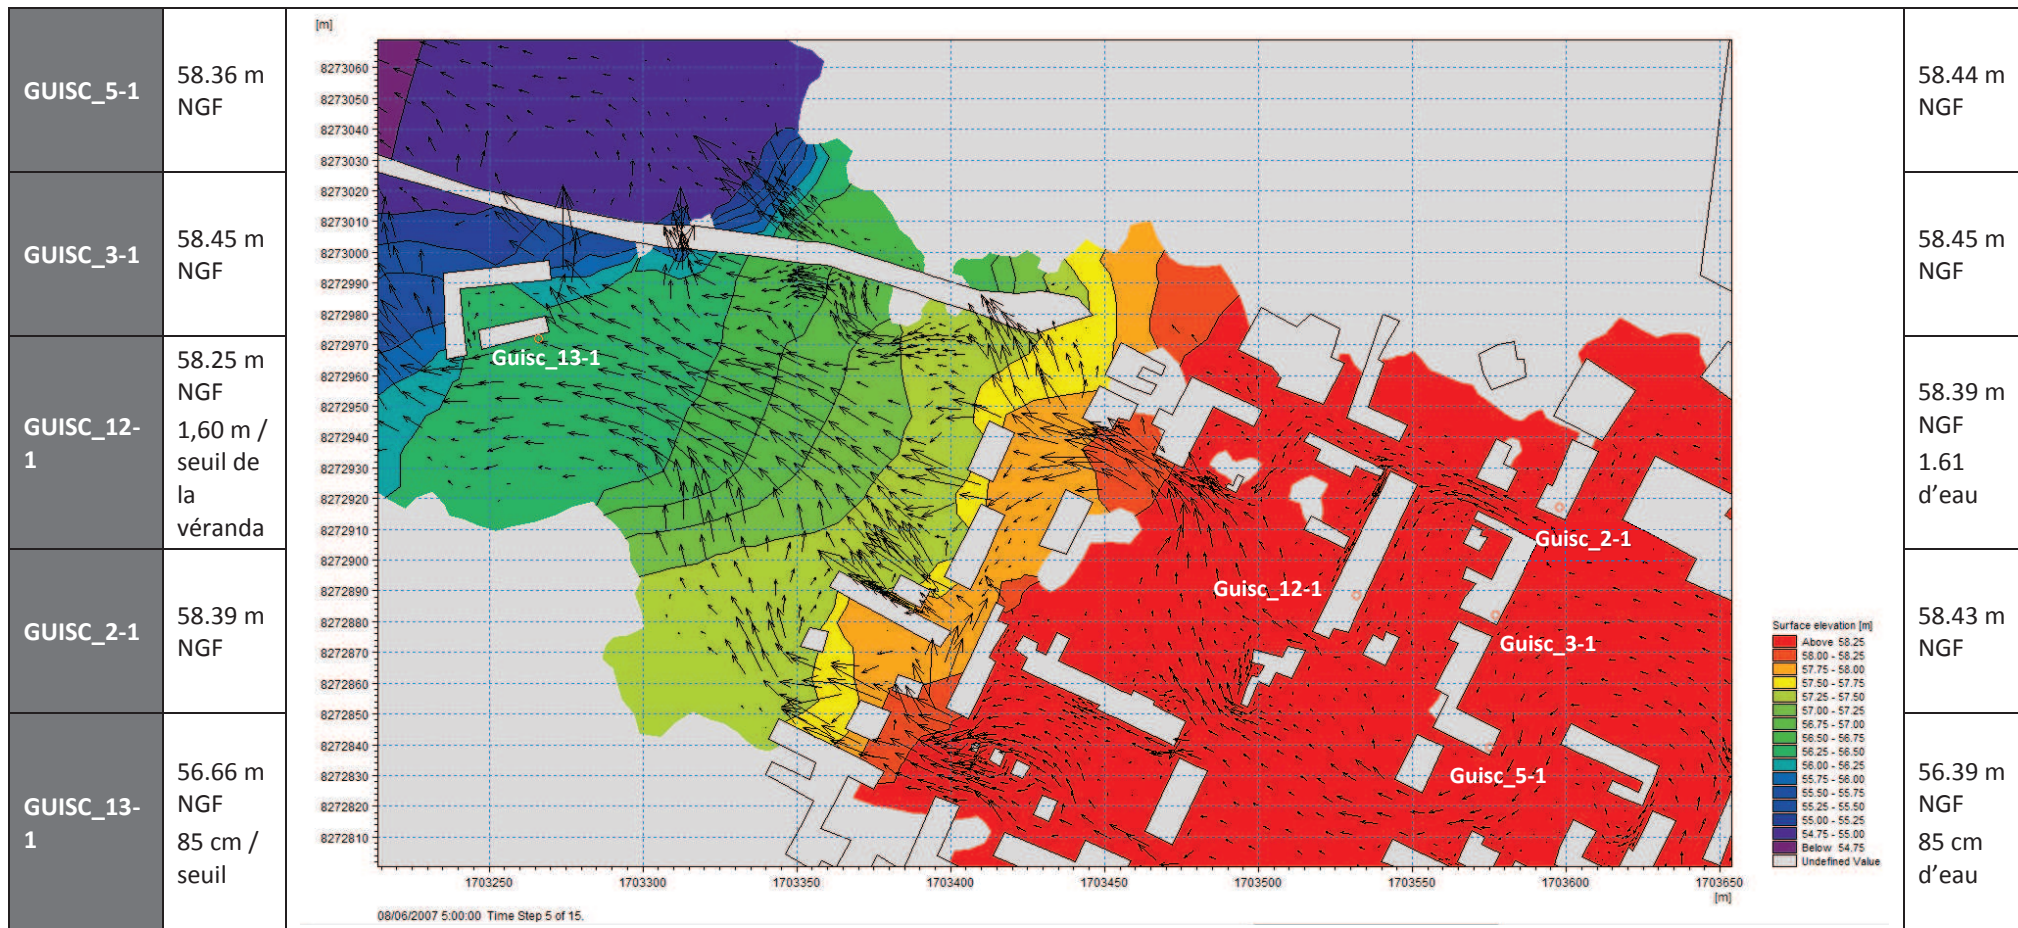 GUISC_5-1
58.36 m
NGF
GUISC_3-1
58.45 m
NGF
GUISC_12-
1
58.25 m
NGF
1,60 m /
seuil de
la
véranda
GUISC_2-1
58.39 m
NGF
GUISC_13-
1
56.66 m
NGF
85 cm /
seuil
[m]
8273060
8273050
8273040
8273030
8273020
8273010
8273000
8272990
8272980
8272970
8272960
8272950
8272940
8272930
8272920
8272910
8272900
8272890
8272880
8272870
8272860
8272850
8272840
8272830
8272820
8272810
Guisc_13-1
Guisc_2-1
Guisc_12-1
Guisc_3-1
Guisc_5-1
1703250
1703300
1703350
1703400
1703450
1703500
1703550
1703600
1703650
[m]
08/06/2007 5:00:00 Time Step 5 of 15.
Surface elevation [m]
Above 58.25
58.00 - 58.25
57.75 - 58.00
57.50 - 57.75
57.25 - 57.50
57.00 - 57.25
56.75 - 57.00
56.50 - 56.75
56.25 - 56.50
56.00 - 56.25
55.75 - 56.00
55.50 - 55.75
55.25 - 55.50
55.00 - 55.25
54.75 - 55.00
Below 54.75
Undefined Value
58.44 m
NGF
58.45 m
NGF
58.39 m
NGF
1.61
d’eau
58.43 m
NGF
56.39 m
NGF
85 cm
d’eau